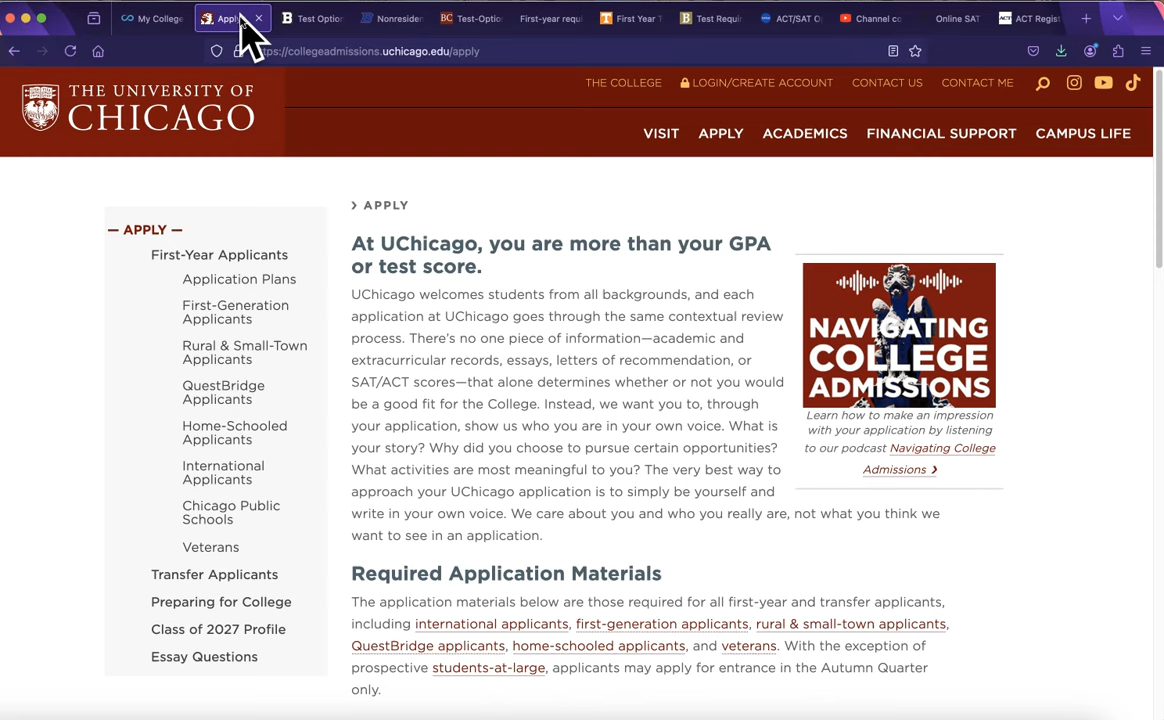 My College
Apply
Test Option
Nonresiden
Test-Option
First-year requ
First Year T
Test Requir
ACT/SAT O
Channel co
Online SAT
ACT Regist
collegeadmissions.uchicago.edu/apply
THE UNIVERSITY OF
CHICAGO
THE COLLEGE
LOGIN/CREATE ACCOUNT
CONTACT US
CONTACT ME
VISIT
APPLY
ACADEMICS
FINANCIAL SUPPORT
CAMPUS LIFE
— APPLY —
First-Year Applicants
Application Plans
First-Generation
Applicants
Rural & Small-Town
Applicants
QuestBridge
Applicants
Home-Schooled
Applicants
International
Applicants
Chicago Public
Schools
Veterans
Transfer Applicants
Preparing for College
Class of 2027 Profile
Essay Questions
❯ APPLY
At UChicago, you are more than your GPA
or test score.
UChicago welcomes students from all backgrounds, and each
application at UChicago goes through the same contextual review
process. There's no one piece of information—academic and
extracurricular records, essays, letters of recommendation, or
SAT/ACT scores—that alone determines whether or not you would
be a good fit for the College. Instead, we want you to, through
your application, show us who you are in your own voice. What is
your story? Why did you choose to pursue certain opportunities?
What activities are most meaningful to you? The very best way to
approach your UChicago application is to simply be yourself and
write in your own voice. We care about you and who you really are, not what you think we
want to see in an application.
NAVIGATING
COLLEGE
ADMISSIONS
Learn how to make an impression
with your application by listening
to our podcast Navigating College
Admissions ❯
Required Application Materials
The application materials below are those required for all first-year and transfer applicants,
including international applicants, first-generation applicants, rural & small-town applicants,
QuestBridge applicants, home-schooled applicants, and veterans. With the exception of
prospective students-at-large, applicants may apply for entrance in the Autumn Quarter
only.